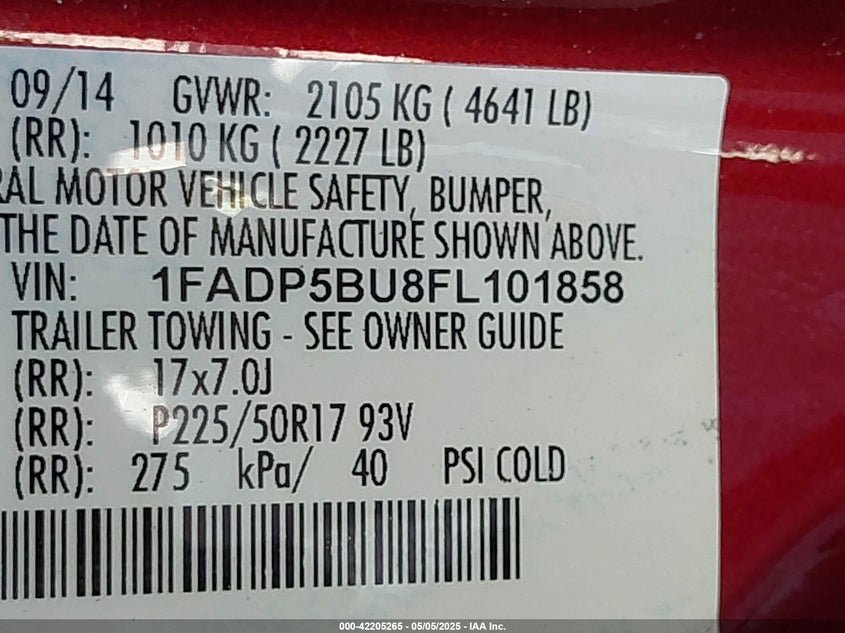 09/14 GVWR: 2105 KG ( 4641 LB)
(RR): 1010 KG ( 2227 LB)
RAL MOTOR VEHICLE SAFETY, BUMPER,
THE DATE OF MANUFACTURE SHOWN ABOVE.
VIN: 1FADP5BU8FL101858
TRAILER TOWING - SEE OWNER GUIDE
(RR): 17x7.0J
(RR): P225/50R17 93V
(RR): 275 kPa/ 40 PSI COLD
000-42205265 - 05/05/2025 - IAA Inc.